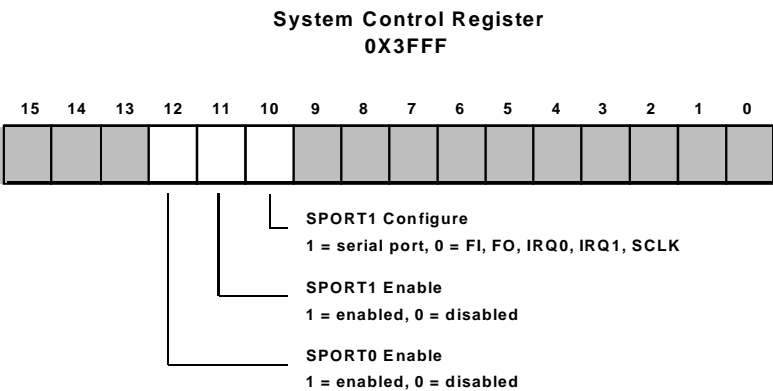 System Control Register
0X3FFF
15 14 13 12 11 10 9 8 7 6 5 4 3 2 1 0
SPORT1 Configure
1 = serial port, 0 = FI, FO, IRQ0, IRQ1, SCLK
SPORT1 Enable
1 = enabled, 0 = disabled
SPORT0 Enable
1 = enabled, 0 = disabled